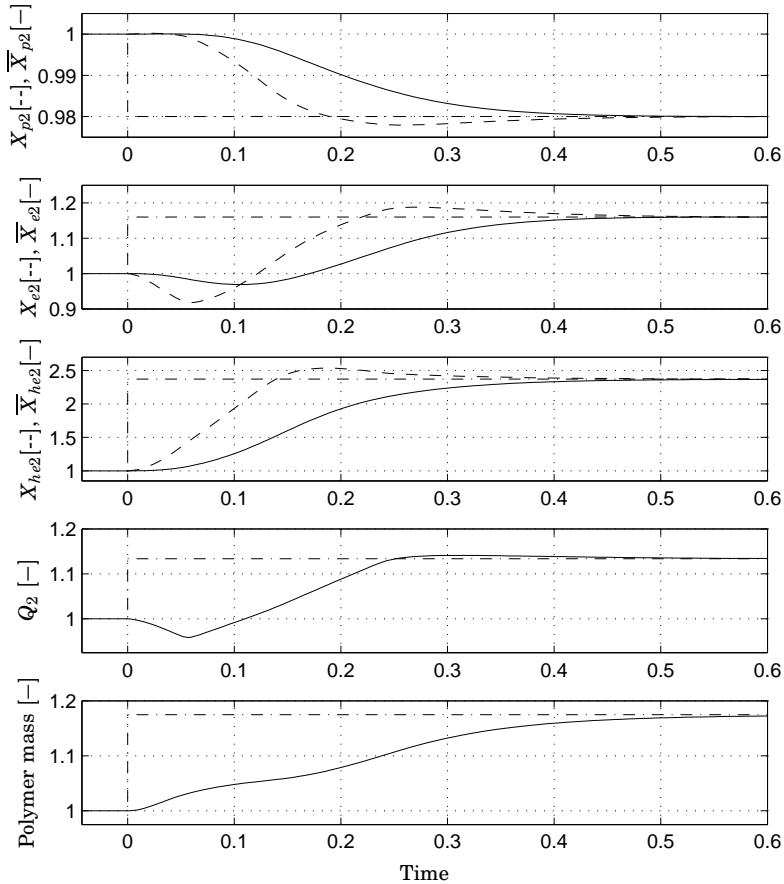 X_{p2}[--], \overline{X}_{p2}[–]
1
0.99
0.98
0 0.1 0.2 0.3 0.4 0.5 0.6
X_{e2}[--], \overline{X}_{e2}[–]
1.2
1.1
1
0.9
0 0.1 0.2 0.3 0.4 0.5 0.6
X_{he2}[--], \overline{X}_{he2}[–]
2.5
2
1.5
1
0 0.1 0.2 0.3 0.4 0.5 0.6
Q_2 [–]
1.2
1.1
1
0 0.1 0.2 0.3 0.4 0.5 0.6
Polymer mass [–]
1.2
1.1
1
0 0.1 0.2 0.3 0.4 0.5 0.6
Time